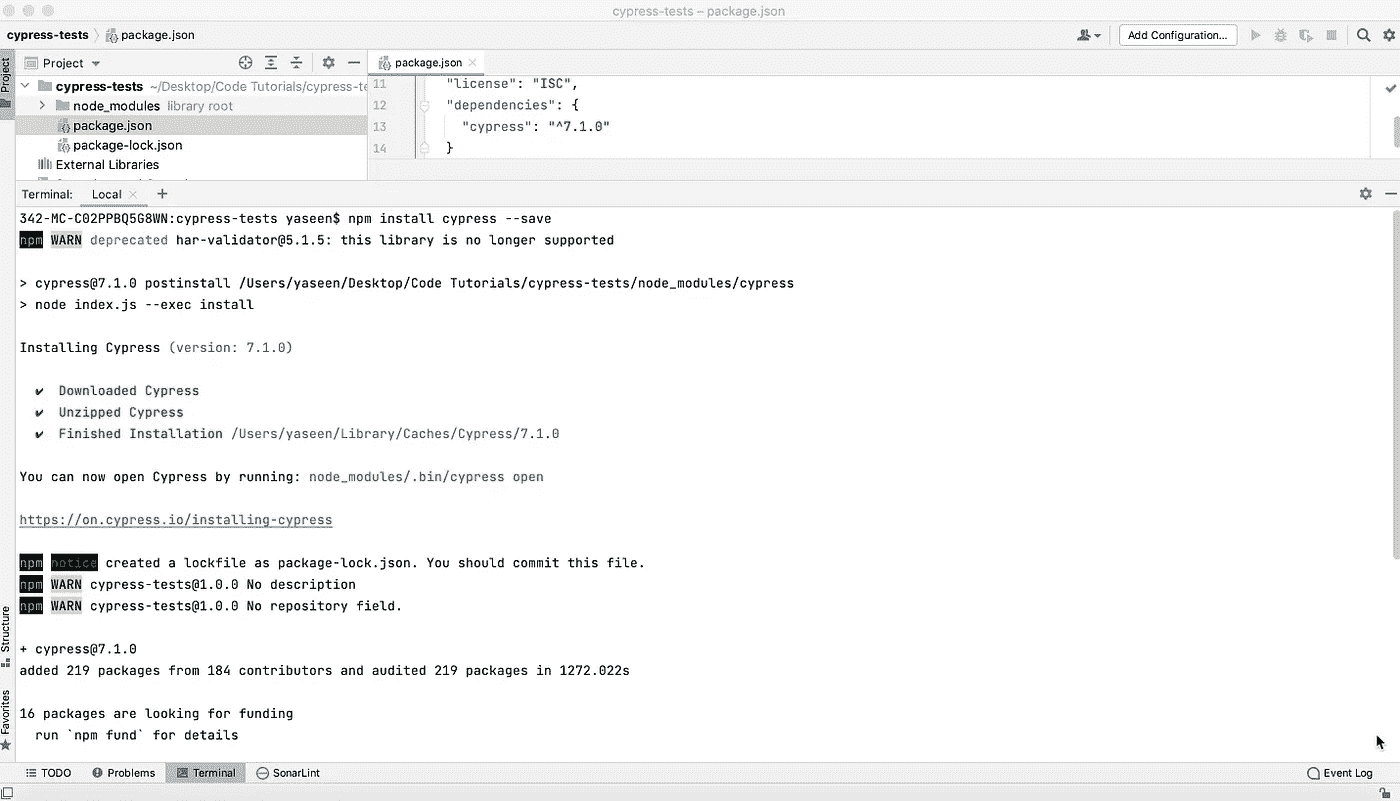 cypress-tests – package.json
cypress-tests package.json
Add Configuration...
Project
Project
package.json
cypress-tests ~/Desktop/Code Tutorials/cypress-te
node_modules library root
package.json
package-lock.json
External Libraries
11 "license": "ISC",
12 "dependencies": {
13 "cypress": "^7.1.0"
14 }
Terminal: Local +
342-MC-C02PPBQ5G8WN:cypress-tests yaseen$ npm install cypress --save
npm WARN deprecated har-validator@5.1.5: this library is no longer supported
> cypress@7.1.0 postinstall /Users/yaseen/Desktop/Code Tutorials/cypress-tests/node_modules/cypress
> node index.js --exec install
Installing Cypress (version: 7.1.0)
✔ Downloaded Cypress
✔ Unzipped Cypress
✔ Finished Installation /Users/yaseen/Library/Caches/Cypress/7.1.0
You can now open Cypress by running: node_modules/.bin/cypress open
https://on.cypress.io/installing-cypress
npm notice created a lockfile as package-lock.json. You should commit this file.
npm WARN cypress-tests@1.0.0 No description
npm WARN cypress-tests@1.0.0 No repository field.
+ cypress@7.1.0
added 219 packages from 184 contributors and audited 219 packages in 1272.022s
16 packages are looking for funding
run `npm fund` for details
Structure
Favorites
TODO Problems Terminal SonarLint Event Log